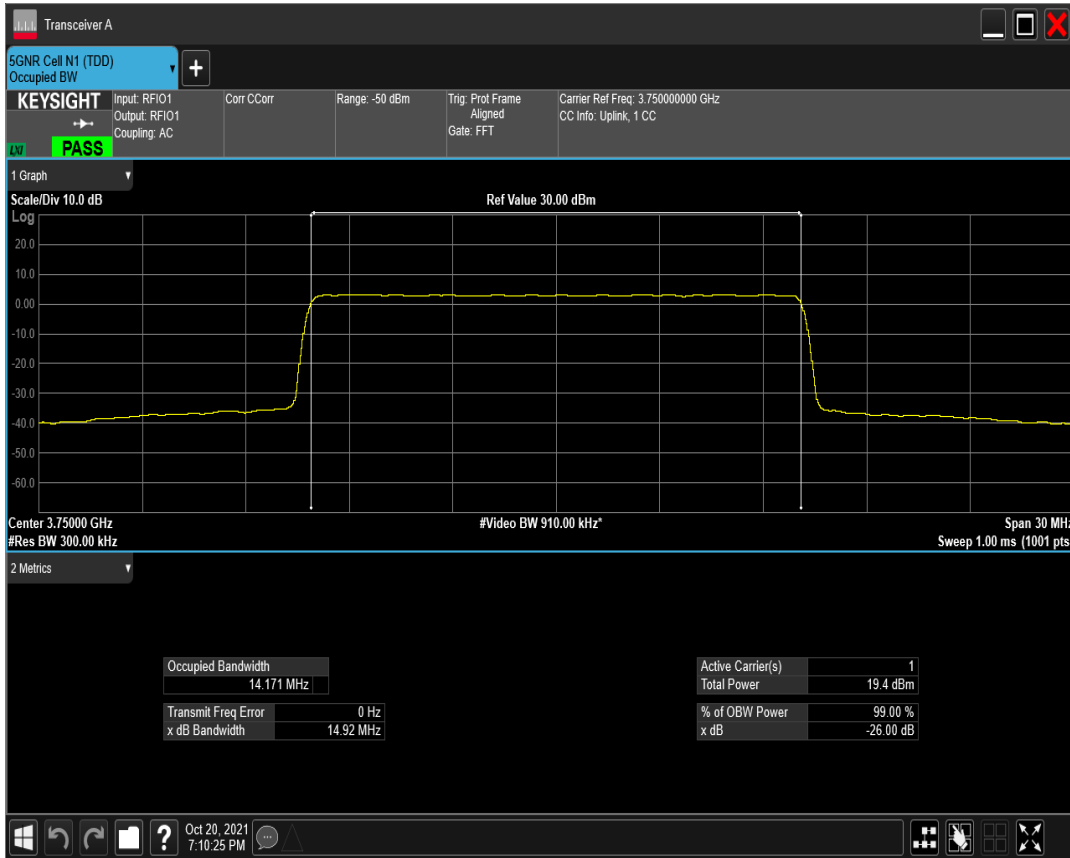 Transceiver A
5GNR Cell N1 (TDD)
Occupied BW
+
KEYSIGHT
LXI
PASS
Input: RFIO1
Output: RFIO1
Coupling: AC
Corr CCorr
Range: -50 dBm
Trig: Prot Frame
Aligned
Gate: FFT
Carrier Ref Freq: 3.750000000 GHz
CC Info: Uplink, 1 CC
1 Graph
Scale/Div 10.0 dB
Ref Value 30.00 dBm
Log
20.0
10.0
0.00
-10.0
-20.0
-30.0
-40.0
-50.0
-60.0
Center 3.75000 GHz
#Video BW 910.00 kHz*
Span 30 MHz
#Res BW 300.00 kHz
Sweep 1.00 ms (1001 pts
2 Metrics
Occupied Bandwidth
14.171 MHz
Transmit Freq Error 0 Hz
x dB Bandwidth 14.92 MHz
Active Carrier(s) 1
Total Power 19.4 dBm
% of OBW Power 99.00 %
x dB -26.00 dB
?
Oct 20, 2021
7:10:25 PM